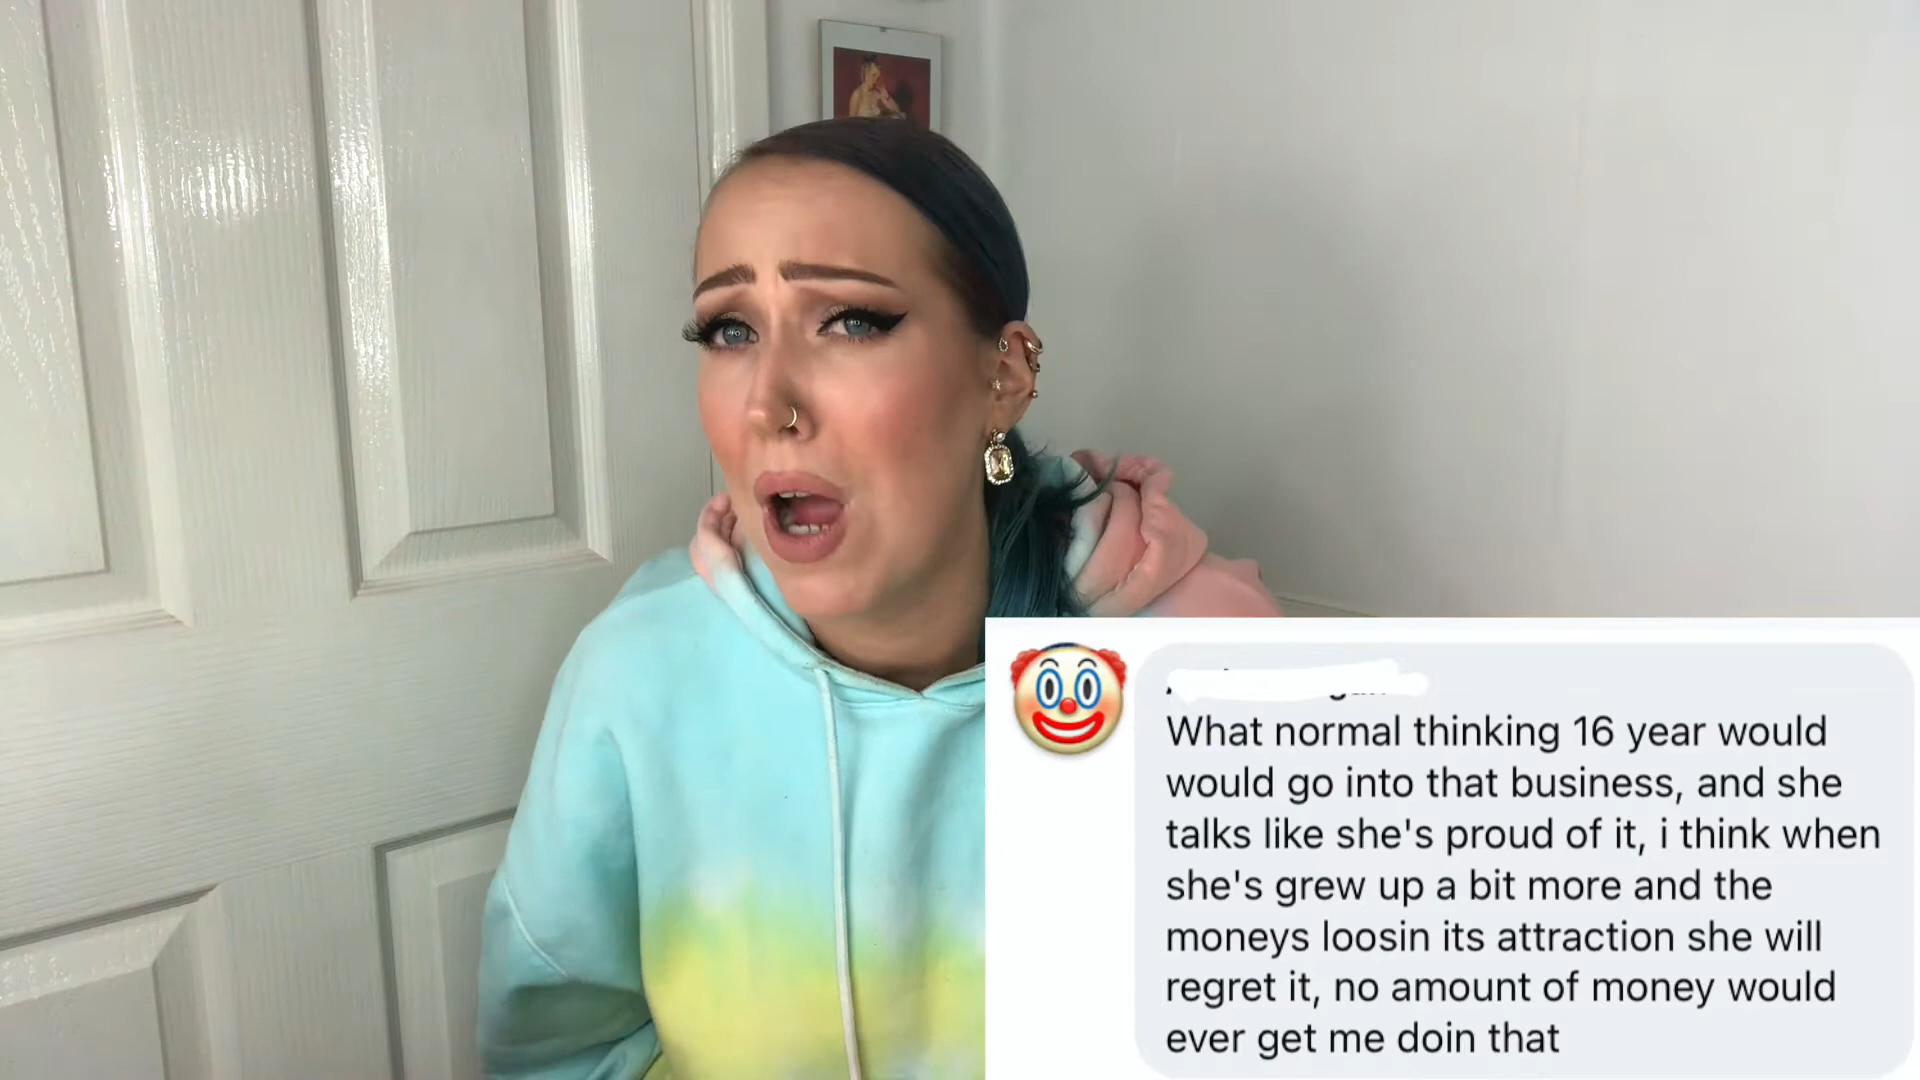 What normal thinking 16 year would
would go into that business, and she
talks like she's proud of it, i think when
she's grew up a bit more and the
moneys loosin its attraction she will
regret it, no amount of money would
ever get me doin that